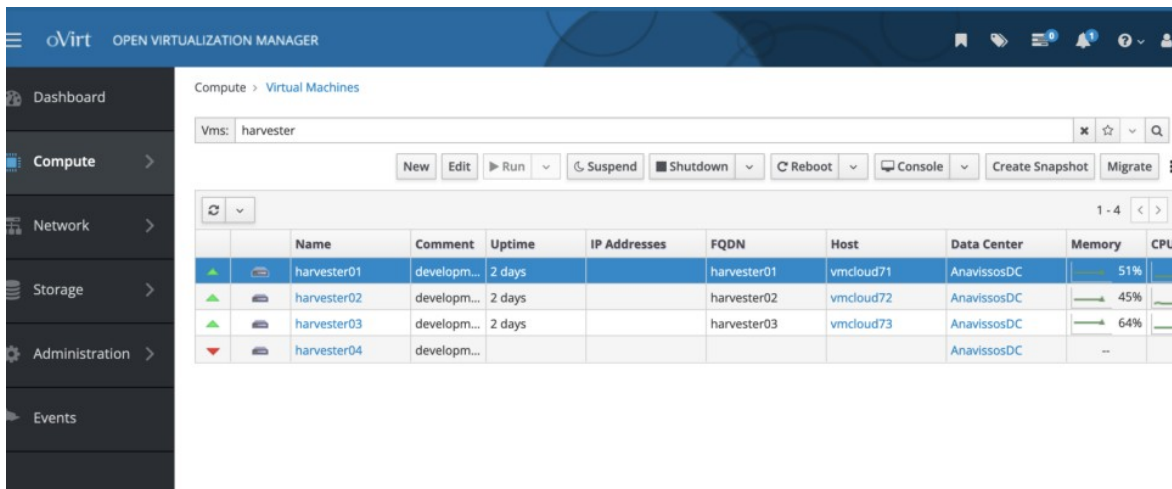 oVirt OPEN VIRTUALIZATION MANAGER 0 1 ?
Dashboard
Compute
Network
Storage
Administration
Events
Compute > Virtual Machines
Vms: harvester
New Edit Run Suspend Shutdown Reboot Console Create Snapshot Migrate
1 - 4 < >
Name Comment Uptime IP Addresses FQDN Host Data Center Memory CPU
harvester01 developm... 2 days harvester01 vmcloud71 AnavissosDC 51%
harvester02 developm... 2 days harvester02 vmcloud72 AnavissosDC 45%
harvester03 developm... 2 days harvester03 vmcloud73 AnavissosDC 64%
harvester04 developm... AnavissosDC --